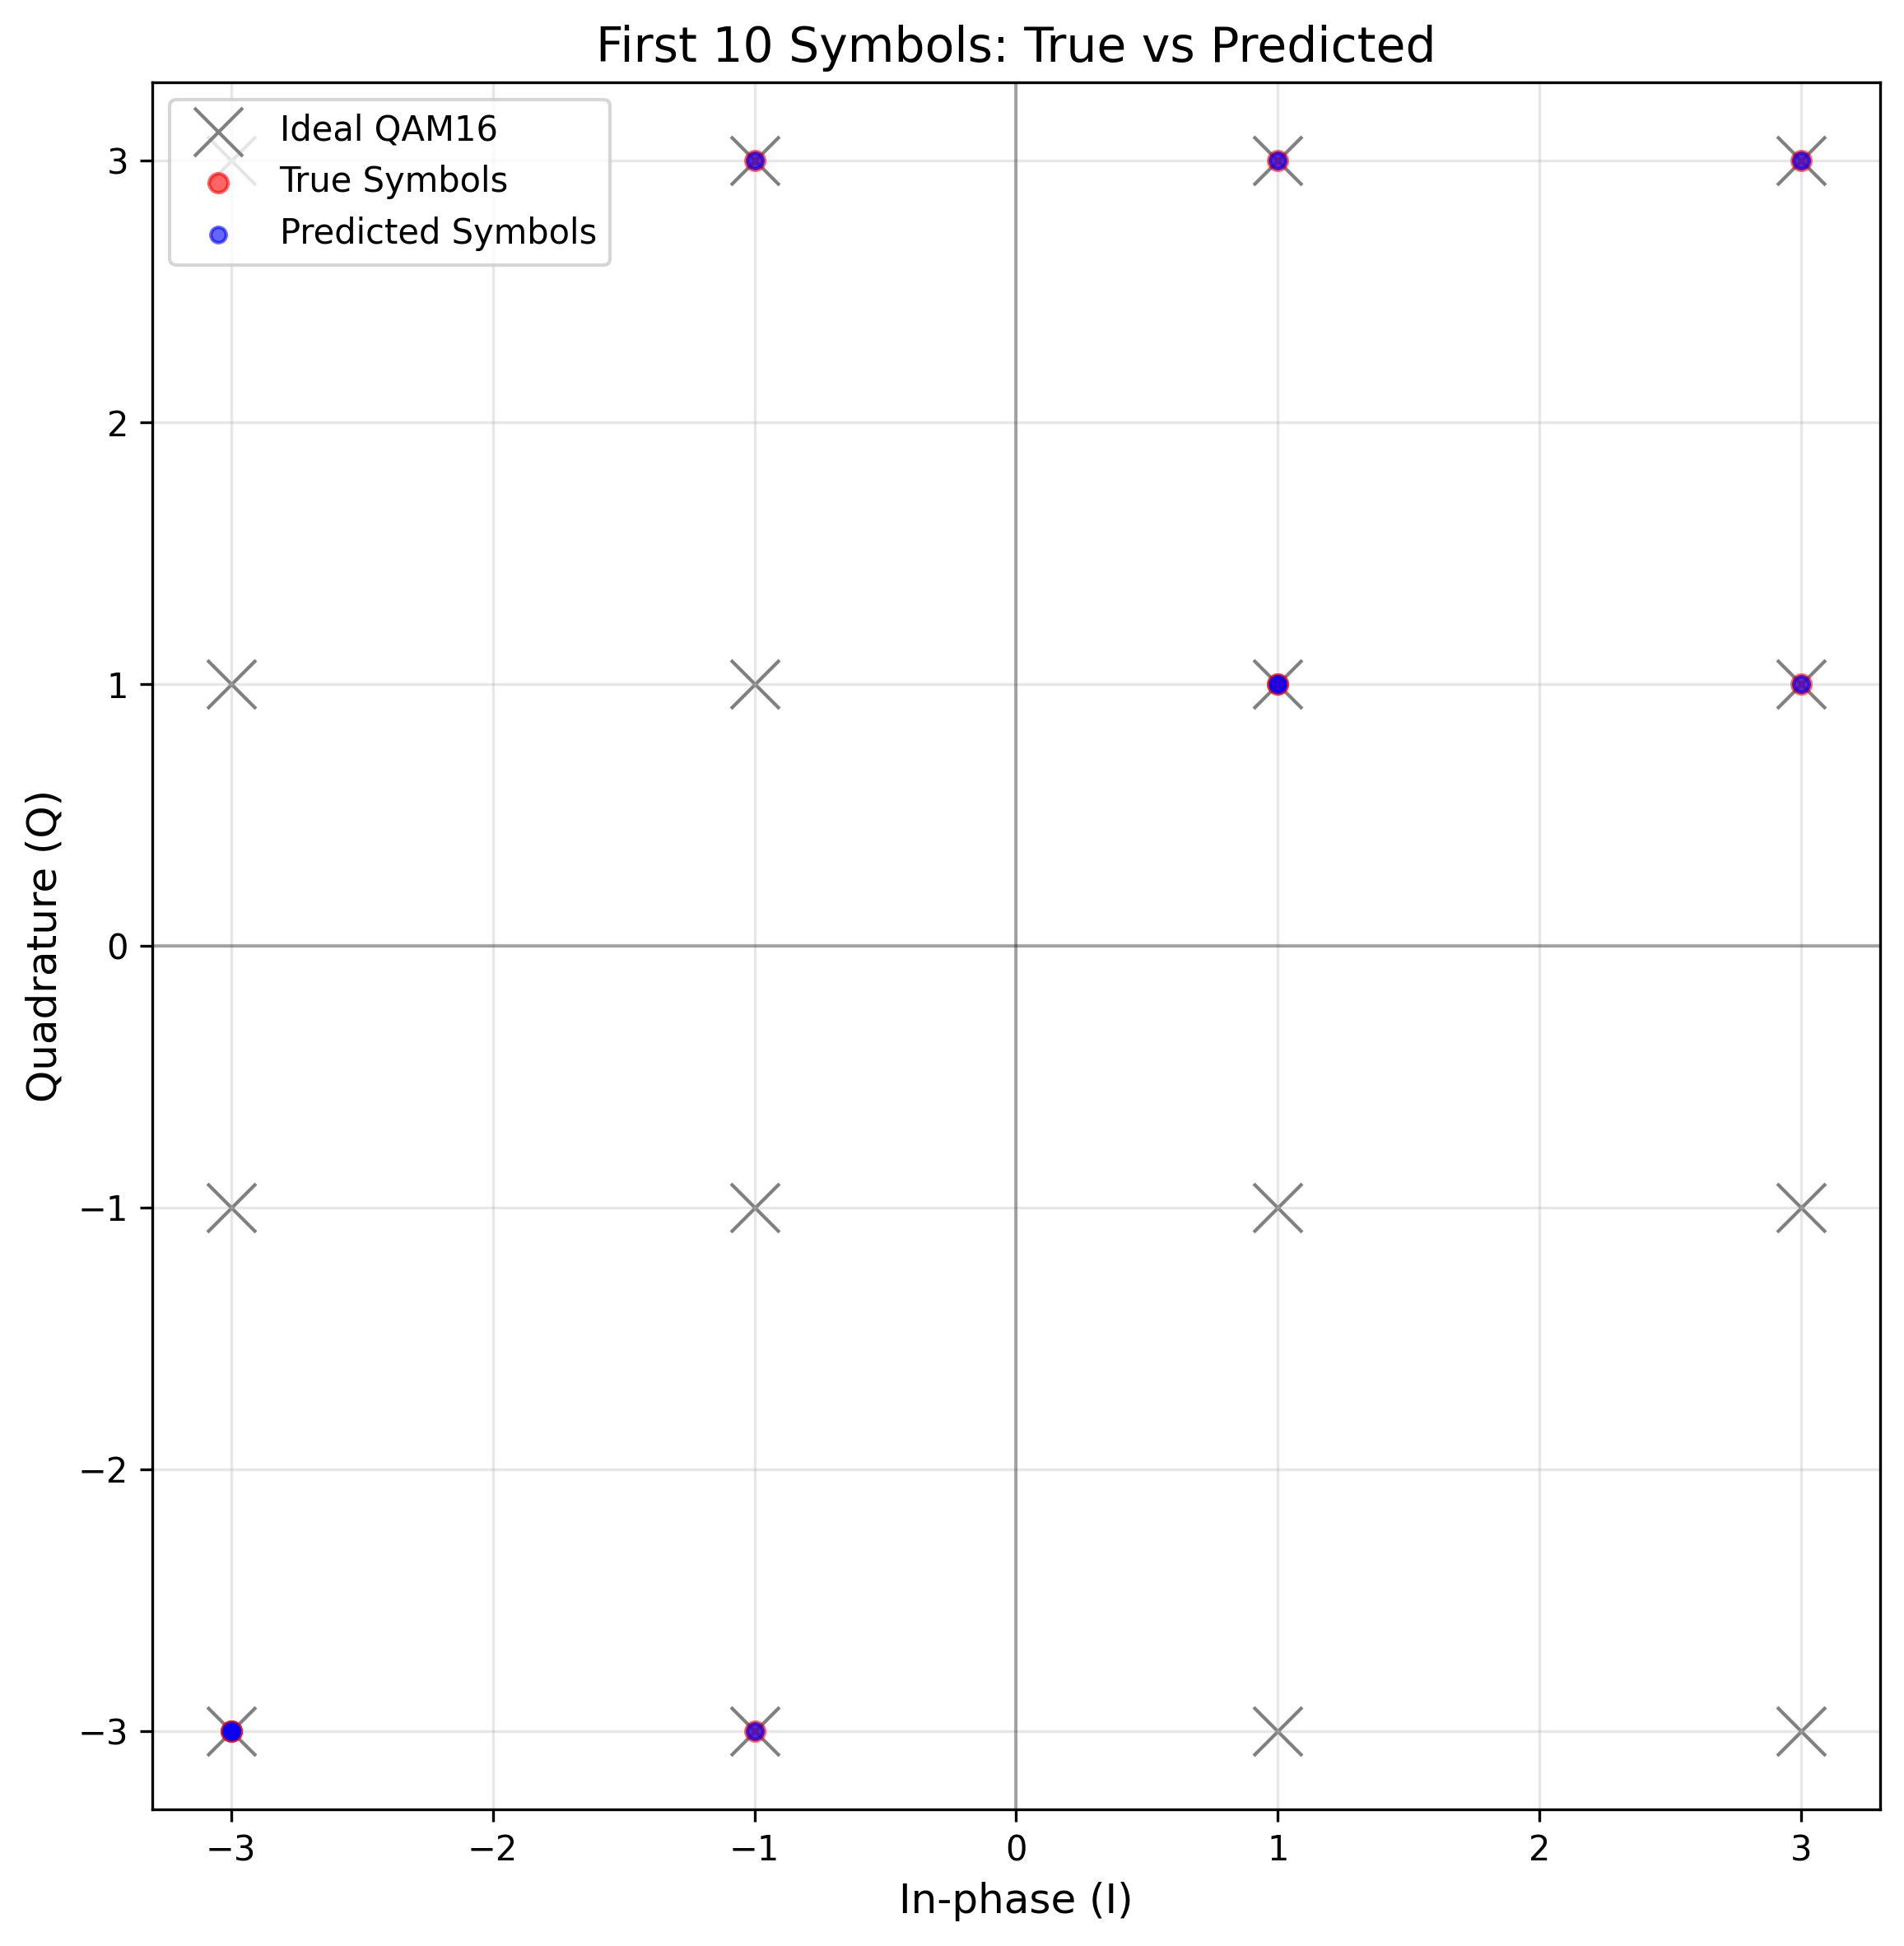 First 10 Symbols: True vs Predicted
Ideal QAM16
True Symbols
Predicted Symbols
3
2
1
0
−1
−2
−3
Quadrature (Q)
−3
−2
−1
0
1
2
3
In-phase (I)